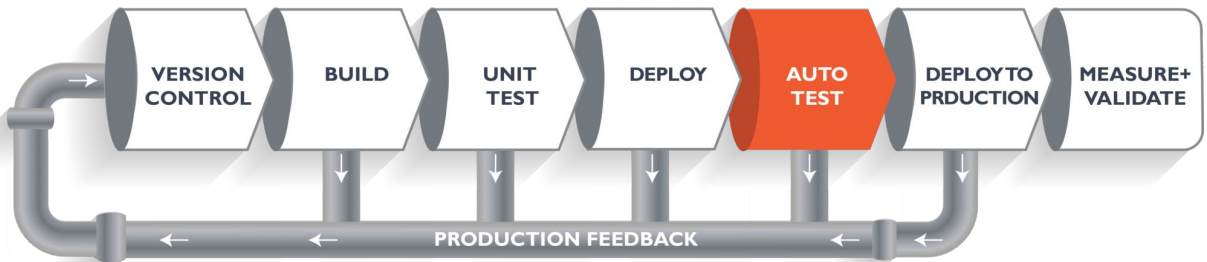 VERSION
CONTROL
BUILD
UNIT
TEST
DEPLOY
AUTO
TEST
DEPLOY TO
PRDUCTION
MEASURE+
VALIDATE
PRODUCTION FEEDBACK